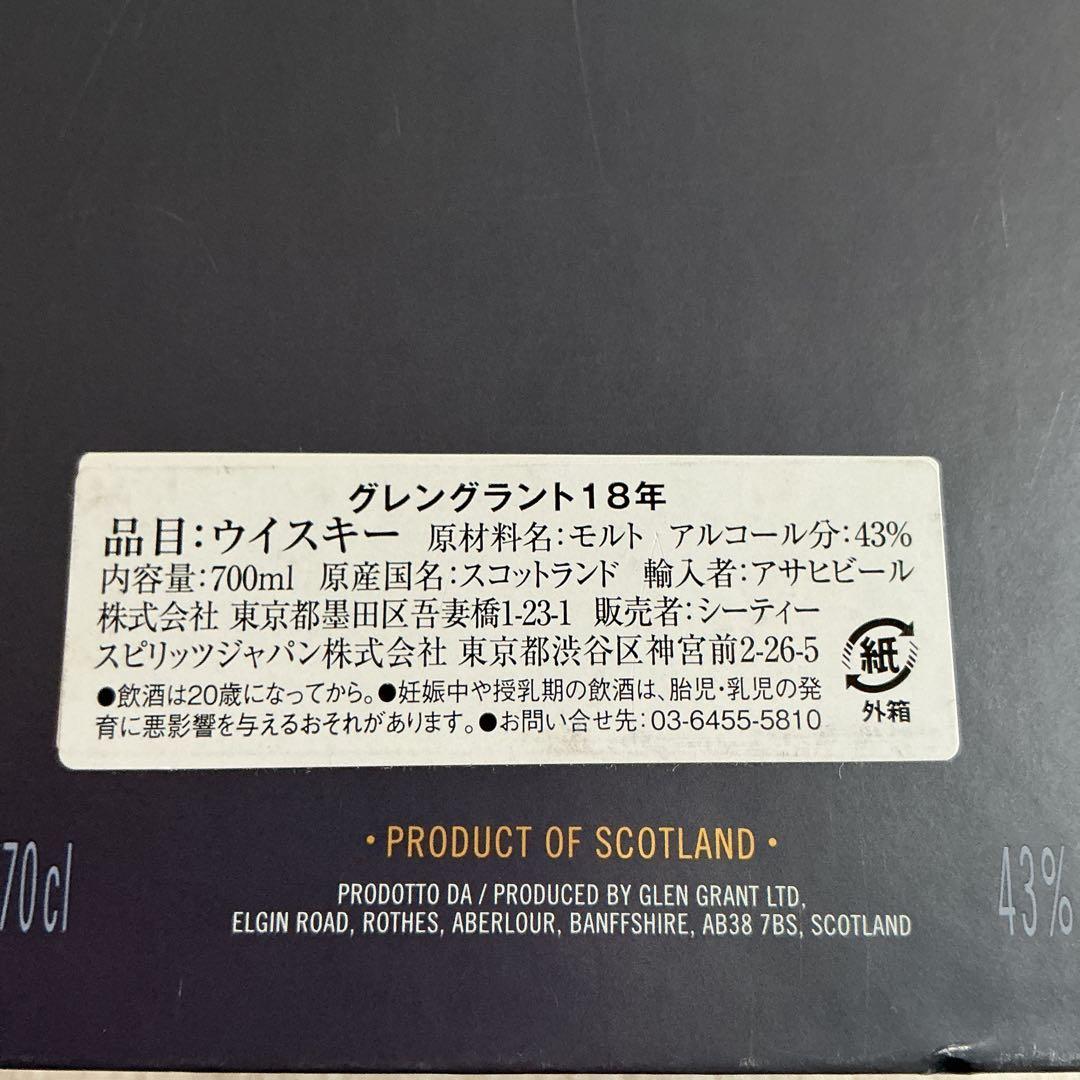 グレングラント18年
品目:ウイスキー 原材料名:モルト アルコール分:43%
内容量:700ml 原産国名:スコットランド 輸入者:アサヒビール
株式会社 東京都墨田区吾妻橋1-23-1 販売者:シーティー
スピリッツジャパン株式会社 東京都渋谷区神宮前2-26-5
●飲酒は20歳になってから。●妊娠中や授乳期の飲酒は、胎児・乳児の発
育に悪影響を与えるおそれがあります。●お問い合せ先:03-6455-5810
紙
外箱
• PRODUCT OF SCOTLAND •
70cl
43%
PRODOTTO DA / PRODUCED BY GLEN GRANT LTD,
ELGIN ROAD, ROTHES, ABERLOUR, BANFFSHIRE, AB38 7BS, SCOTLAND